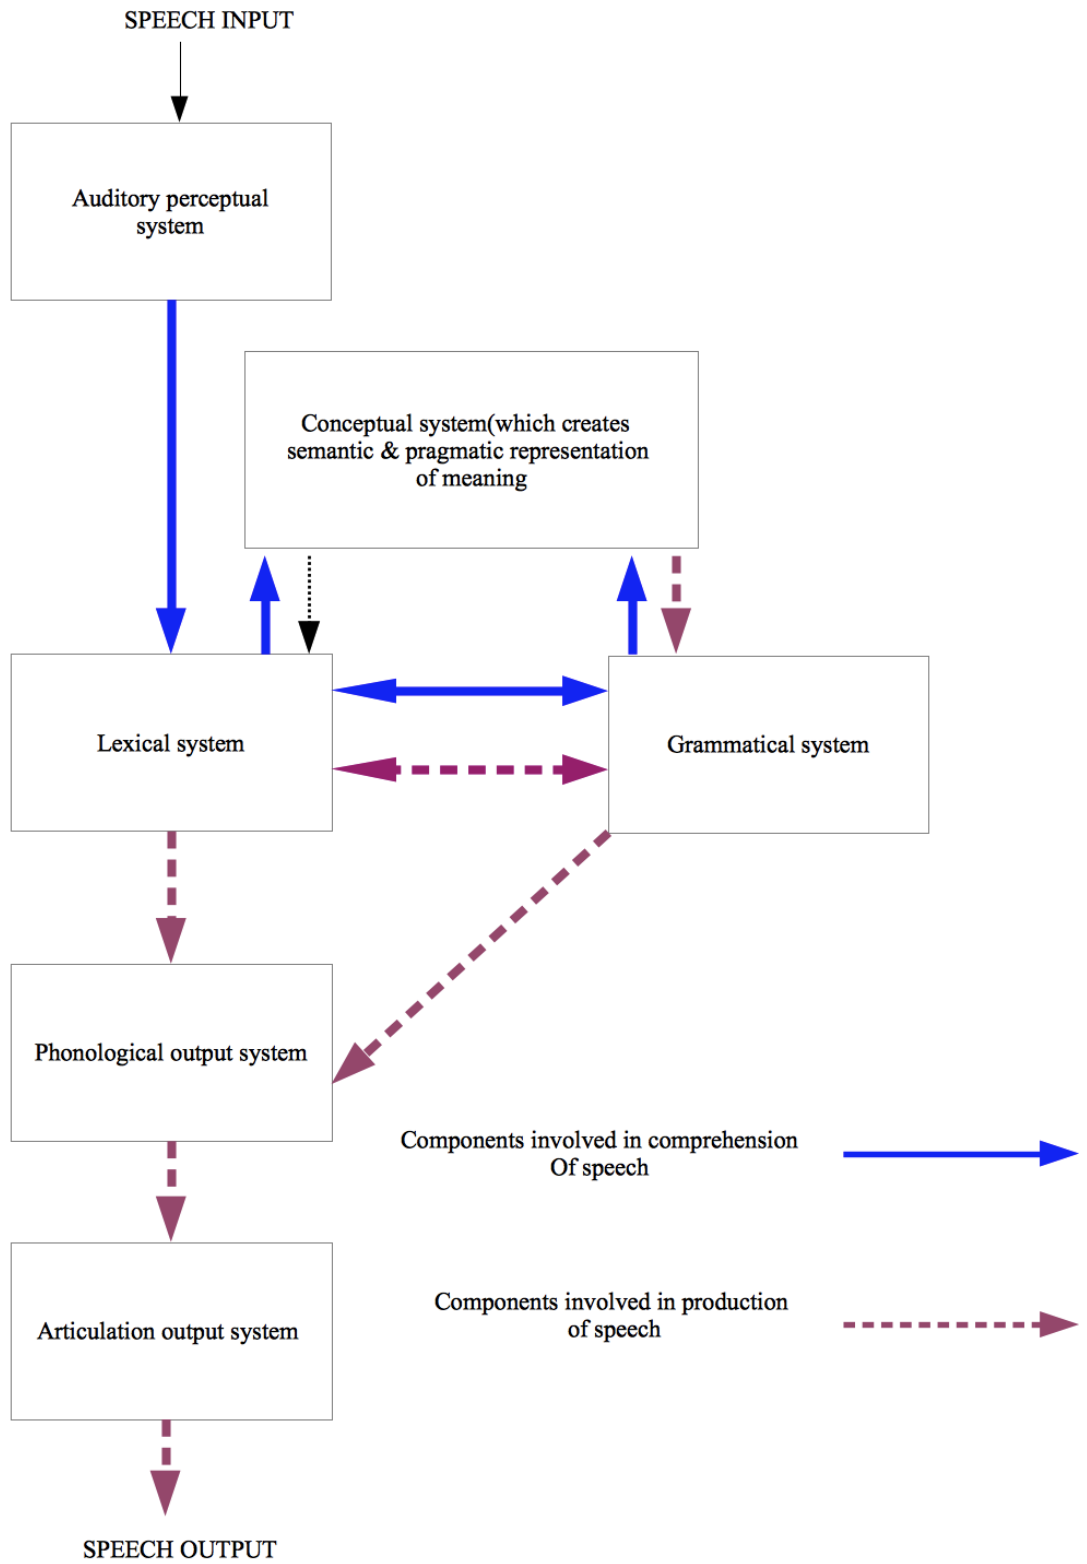 SPEECH INPUT
Auditory perceptual
system
Conceptual system(which creates
semantic & pragmatic representation
of meaning
Lexical system
Grammatical system
Phonological output system
Components involved in comprehension
Of speech
Articulation output system
Components involved in production
of speech
SPEECH OUTPUT